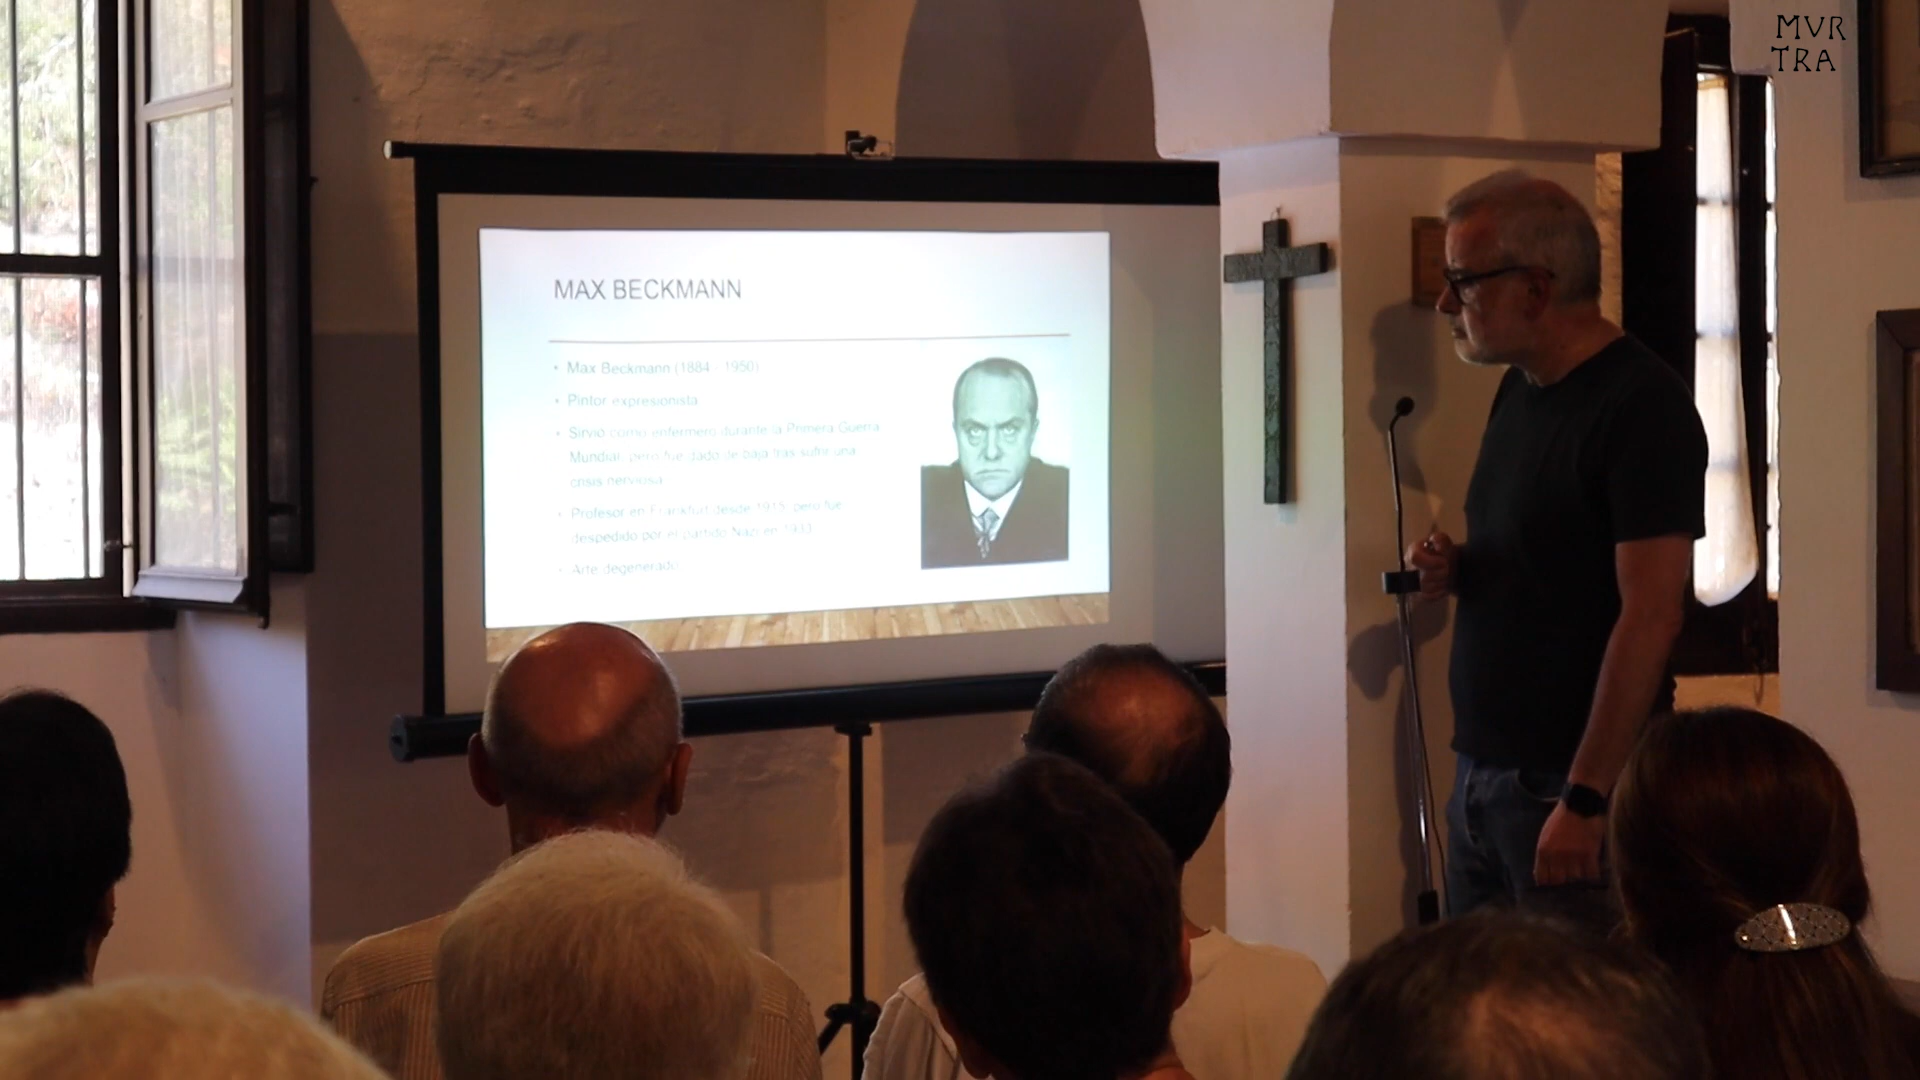 MVR
TRA
MAX BECKMANN
• Max Beckmann (1884 - 1950)
• Pintor expresionista
• Sirvió como enfermero durante la Primera Guerra
Mundial, pero fue dado de baja tras sufrir una
crisis nerviosa
• Profesor en Frankfurt desde 1915, pero fue
despedido por el partido Nazi en 1933
• Arte degenerado